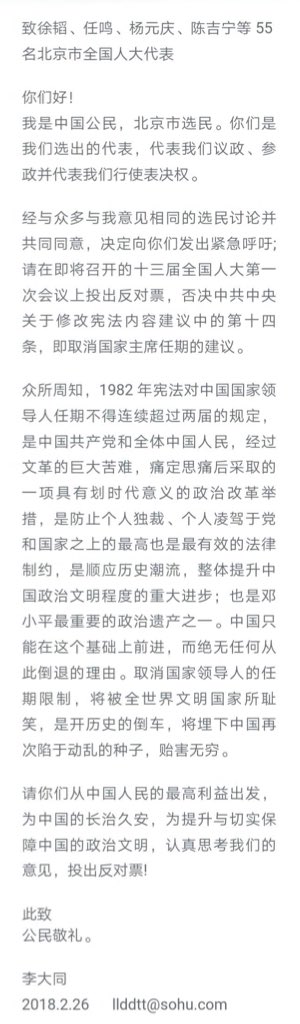 致徐韬、任鸣、杨元庆、陈吉宁等 55
名北京市全国人大代表
你们好!
我是中国公民，北京市选民。你们是
我们选出的代表，代表我们议政、参
政并代表我们行使表决权。
经与众多与我意见相同的选民讨论并
共同同意，决定向你们发出紧急呼吁;
请在即将召开的十三届全国人大第一
次会议上投出反对票，否决中共中央
关于修改宪法内容建议中的第十四
条，即取消国家主席任期的建议。
众所周知，1982 年宪法对中国国家领
导人任期不得连续超过两届的规定，
是中国共产党和全体中国人民，经过
文革的巨大苦难，痛定思痛后采取的
一项具有划时代意义的政治改革举
措，是防止个人独裁、个人凌驾于党
和国家之上的最高也是最有效的法律
制约，是顺应历史潮流，整体提升中
国政治文明程度的重大进步；也是邓
小平最重要的政治遗产之一。中国只
能在这个基础上前进，而绝无任何从
此倒退的理由。取消国家领导人的任
期限制，将被全世界文明国家所耻
笑，是开历史的倒车，将埋下中国再
次陷于动乱的种子，贻害无穷。
请你们从中国人民的最高利益出发，
为中国的长治久安，为提升与切实保
障中国的政治文明，认真思考我们的
意见，投出反对票!
此致
公民敬礼。
李大同
2018.2.26 llddtt@sohu.com